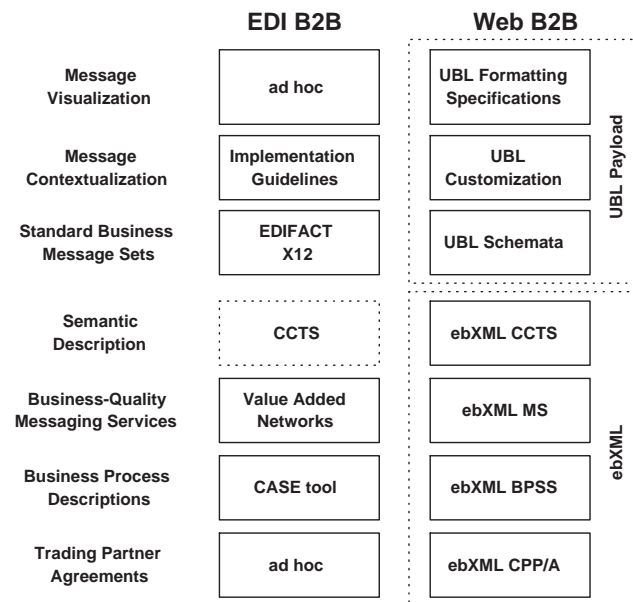 EDI B2B
Web B2B
Message
Visualization
ad hoc
UBL Formatting
Specifications
Message
Contextualization
Implementation
Guidelines
UBL
Customization
Standard Business
Message Sets
EDIFACT
X12
UBL Schemata
UBL Payload
Semantic
Description
CCTS
ebXML CCTS
Business-Quality
Messaging Services
Value Added
Networks
ebXML MS
Business Process
Descriptions
CASE tool
ebXML BPSS
Trading Partner
Agreements
ad hoc
ebXML CPP/A
ebXML